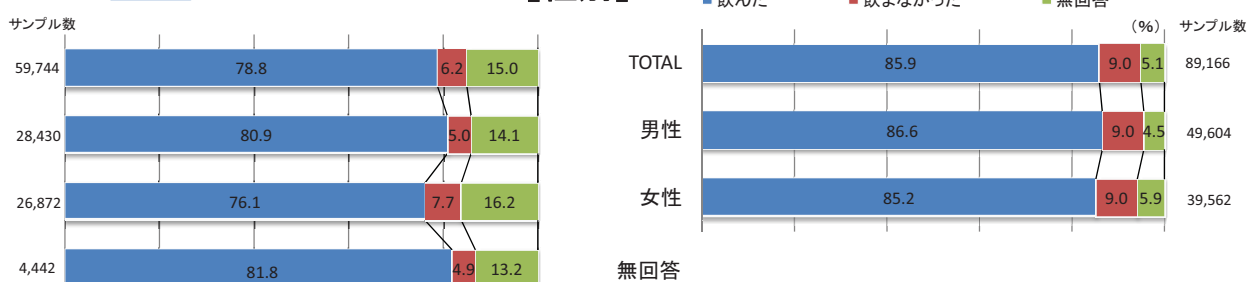 飲んだ 飲まなかった 無回答
サンプル数
(%) サンプル数
59,744 78.8 6.2 15.0
TOTAL 85.9 9.0 5.1 89,166
28,430 80.9 5.0 14.1
男性 86.6 9.0 4.5 49,604
26,872 76.1 7.7 16.2
女性 85.2 9.0 5.9 39,562
4,442 81.8 4.9 13.2
無回答